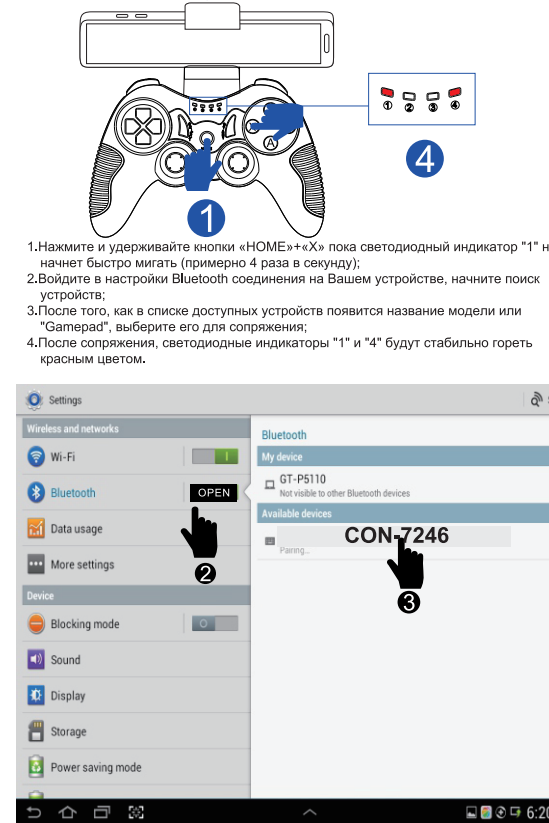 1 2 3 4
X
A
4
1
1.Нажмите и удерживайте кнопки «HOME»+«X» пока светодиодный индикатор "1" н
начнет быстро мигать (примерно 4 раза в секунду);
2.Войдите в настройки Bluetooth соединения на Вашем устройстве, начните поиск
устройств;
3.После того, как в списке доступных устройств появится название модели или
"Gamepad", выберите его для сопряжения;
4.После сопряжения, светодиодные индикаторы "1" и "4" будут стабильно гореть
красным цветом.
Settings
Wireless and networks
Wi-Fi
Bluetooth
OPEN
Data usage
2
More settings
Device
Blocking mode
Sound
Display
Storage
Power saving mode
Bluetooth
My device
GT-P5110
Not visible to other Bluetooth devices
Available devices
CON-7246
Pairing...
3
6:20